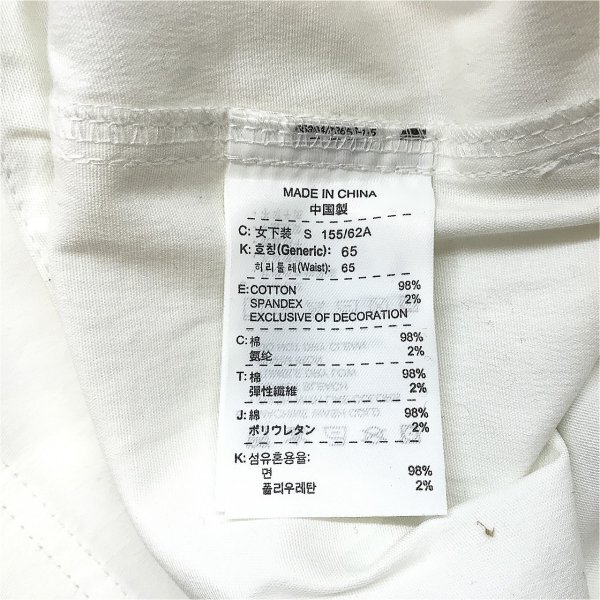 MADE IN CHINA
中国製
C: 女下装 S 155/62A
K: 호칭(Generic): 65
허리둘레(Waist): 65
E: COTTON 98%
SPANDEX 2%
EXCLUSIVE OF DECORATION
C: 棉 98%
氨纶 2%
T: 棉 98%
彈性纖維 2%
J: 綿 98%
ポリウレタン 2%
K: 섬유혼용율:
면 98%
폴리우레탄 2%